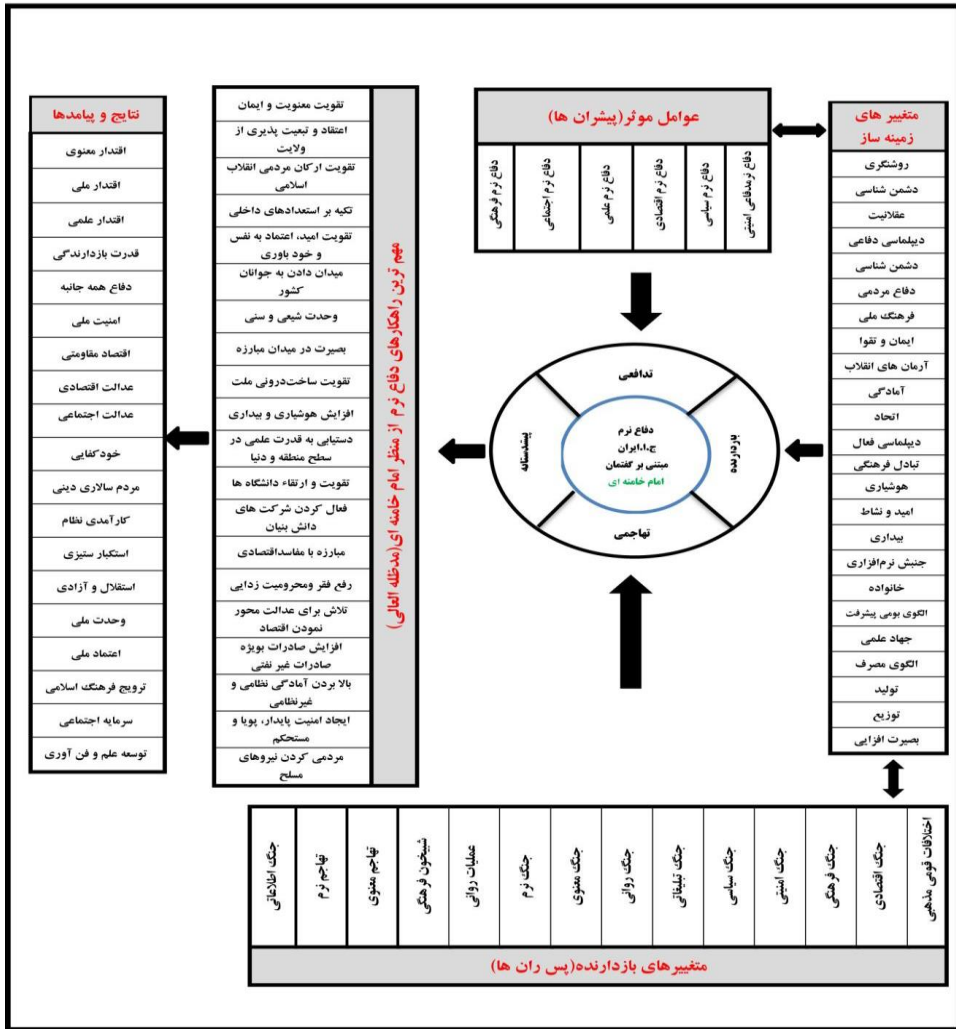 متغییر های
زمینه ساز
روشنگری
دشمن شناسی
عقلانیت
دیپلماسی دفاعی
دشمن شناسی
دفاع مردمی
فرهنگ ملی
ایمان و تقوا
آرمان های انقلاب
آمادگی
اتحاد
دیپلماسی فعال
تبادل فرهنگی
هوشیاری
امید و نشاط
بیداری
جنبش نرم‌افزاری
خانواده
الگوی بومی پیشرفت
جهاد علمی
الگوی مصرف
تولید
توزیع
بصیرت افزایی
عوامل موثر(پیشران ها)
دفاع نرمدفاعی امنیتی
دفاع نرم سیاسی
دفاع نرم اقتصادی
دفاع نرم علمی
دفاع نرم اجتماعی
دفاع نرم فرهنگی
تدافعی
بازدارنده
پیشدستانه
تهاجمی
دفاع نرم
ج.ا.ایران
مبتنی بر گفتمان
امام خامنه ای
مهم ترین راهکارهای دفاع نرم از منظر امام خامنه ای(مدظله العالی)
تقویت معنویت و ایمان
اعتقاد و تبعیت پذیری از
ولایت
تقویت ارکان مردمی انقلاب
اسلامی
تکیه بر استعدادهای داخلی
تقویت امید، اعتماد به نفس
و خود باوری
میدان دادن به جوانان
کشور
وحدت شیعی و سنی
بصیرت در میدان مبارزه
تقویت ساخت‌درونی ملت
افزایش هوشیاری و بیداری
دستیابی به قدرت علمی در
سطح منطقه و دنیا
تقویت و ارتقاء دانشگاه ها
فعال کردن شرکت های
دانش بنیان
مبارزه با مفاسداقتصادی
رفع فقر ومحرومیت زدایی
تلاش برای عدالت محور
نمودن اقتصاد
افزایش صادرات بویژه
صادرات غیر نفتی
بالا بردن آمادگی نظامی و
غیرنظامی
ایجاد امنیت پایدار، پویا و
مستحکم
مردمی کردن نیروهای
مسلح
نتایج و پیامدها
اقتدار معنوی
اقتدار ملی
اقتدار علمی
قدرت بازدارندگی
دفاع همه جانبه
امنیت ملی
اقتصاد مقاومتی
عدالت اقتصادی
عدالت اجتماعی
خودکفایی
مردم سالاری دینی
کارآمدی نظام
استکبار ستیزی
استقلال و آزادی
وحدت ملی
اعتماد ملی
ترویج فرهنگ اسلامی
سرمایه اجتماعی
توسعه علم و فن آوری
اختلافات قومی مذهبی
جنگ اقتصادی
جنگ فرهنگی
جنگ امنیتی
جنگ سیاسی
جنگ تبلیغاتی
جنگ روانی
جنگ معنوی
جنگ نرم
عملیات روانی
شبیخون فرهنگی
تهاجم معنوی
تهاجم نرم
جنگ اطلاعاتی
متغییرهای بازدارنده(پس ران ها)